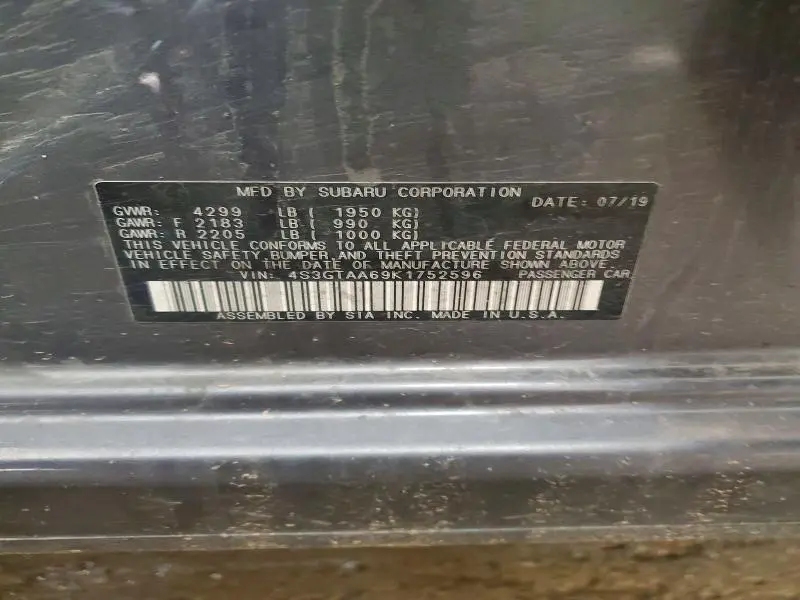 MFD BY SUBARU CORPORATION DATE: 07/19
GVWR: 4299 LB ( 1950 KG)
GAWR: F 2183 LB ( 990 KG)
GAWR: R 2205 LB ( 1000 KG)
THIS VEHICLE CONFORMS TO ALL APPLICABLE FEDERAL MOTOR
VEHICLE SAFETY, BUMPER, AND THEFT PREVENTION STANDARDS
IN EFFECT ON THE DATE OF MANUFACTURE SHOWN ABOVE
VIN: 4S3GTAA69K1752596 PASSENGER CAR
ASSEMBLED BY SIA INC. MADE IN U.S.A.